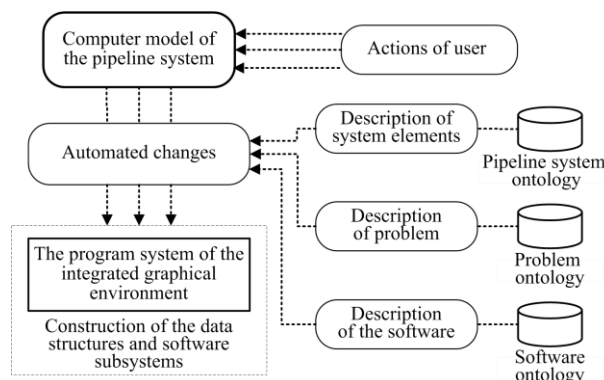 Computer model of
the pipeline system
Actions of user
Automated changes
Description of
system elements
Pipeline system
ontology
Description
of problem
Problem
ontology
The program system of the
integrated graphical
environment
Construction of the data
structures and software
subsystems
Description
of the software
Software
ontology